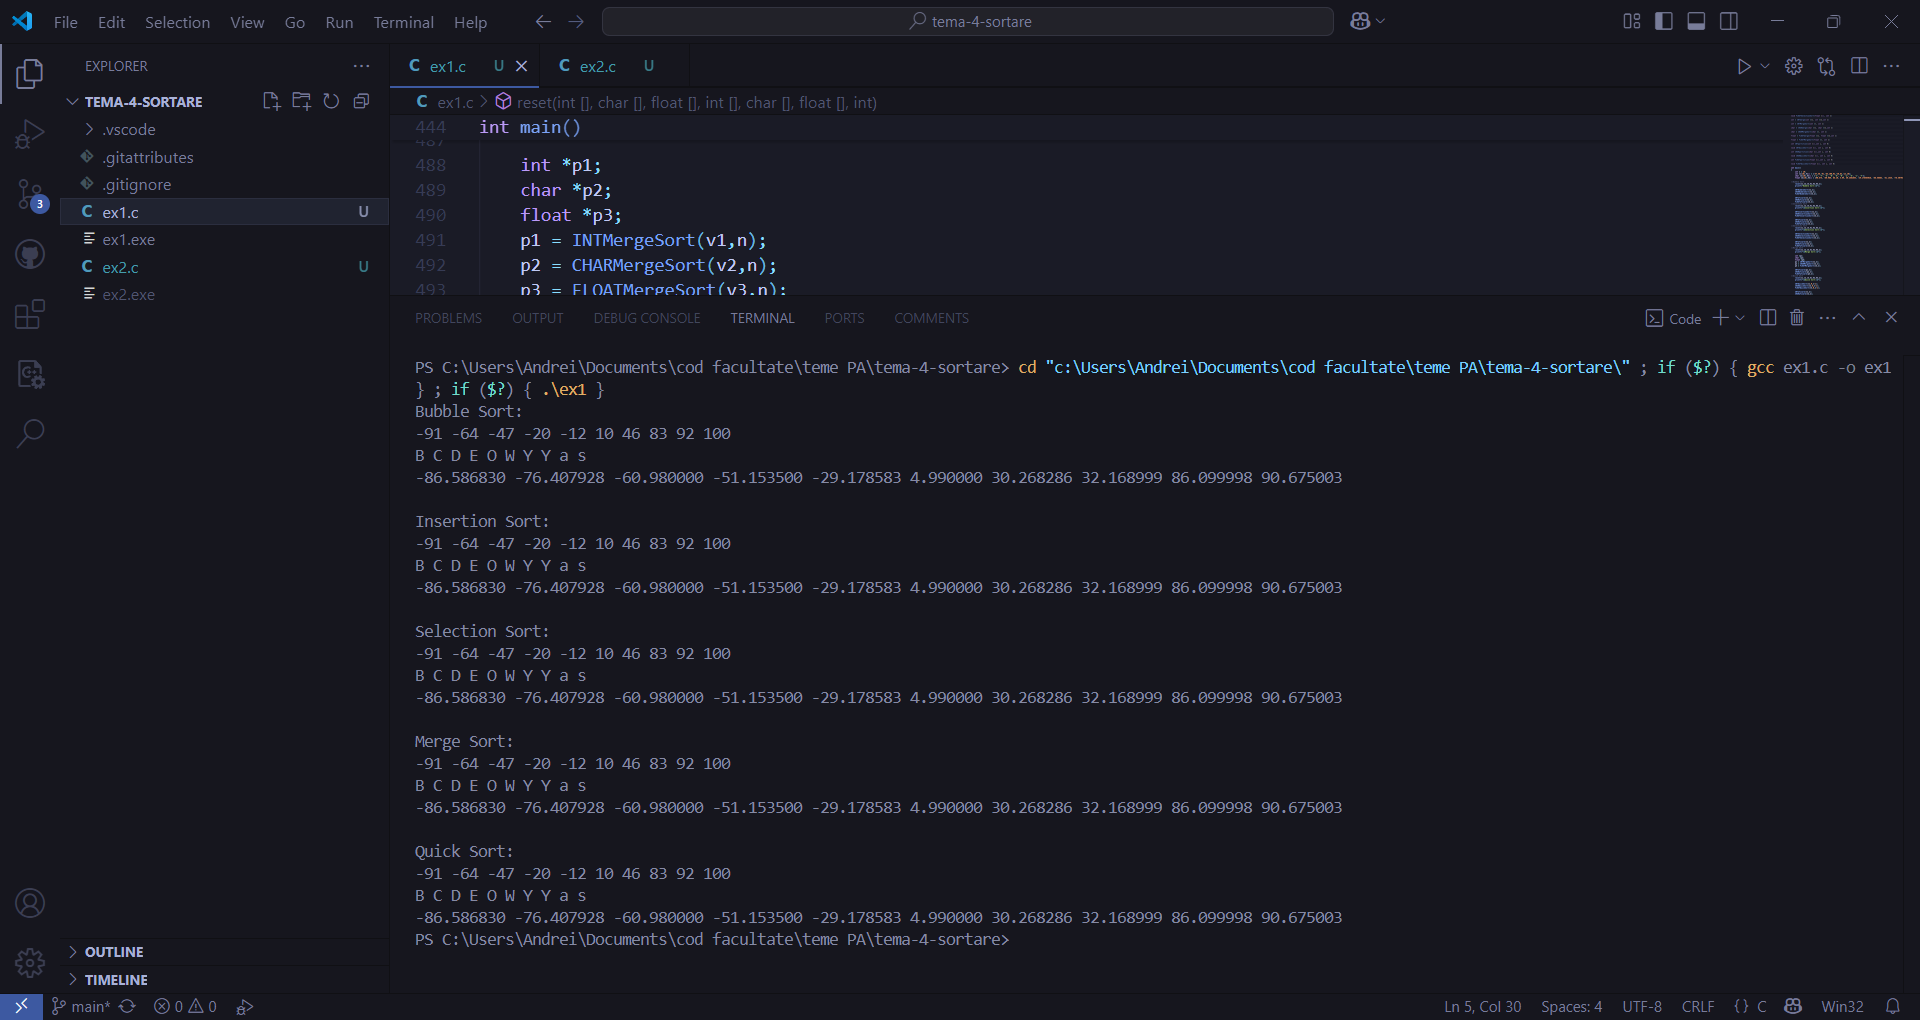 File Edit Selection View Go Run Terminal Help
tema-4-sortare
EXPLORER
TEMA-4-SORTARE
.vscode
.gitattributes
.gitignore
ex1.c U
ex1.exe
ex2.c U
ex2.exe
3
OUTLINE
TIMELINE
C ex1.c U
C ex2.c U
C ex1.c > reset(int [], char [], float [], int [], char [], float [], int)
444 int main()
487
488 int *p1;
489 char *p2;
490 float *p3;
491 p1 = INTMergeSort(v1,n);
492 p2 = CHARMergeSort(v2,n);
493 p3 = FLOATMergeSort(v3,n);
PROBLEMS OUTPUT DEBUG CONSOLE TERMINAL PORTS COMMENTS
Code
PS C:\Users\Andrei\Documents\cod facultate\teme PA\tema-4-sortare> cd "c:\Users\Andrei\Documents\cod facultate\teme PA\tema-4-sortare\" ; if ($?) { gcc ex1.c -o ex1
} ; if ($?) { .\ex1 }
Bubble Sort:
-91 -64 -47 -20 -12 10 46 83 92 100
B C D E O W Y Y a s
-86.586830 -76.407928 -60.980000 -51.153500 -29.178583 4.990000 30.268286 32.168999 86.099998 90.675003
Insertion Sort:
-91 -64 -47 -20 -12 10 46 83 92 100
B C D E O W Y Y a s
-86.586830 -76.407928 -60.980000 -51.153500 -29.178583 4.990000 30.268286 32.168999 86.099998 90.675003
Selection Sort:
-91 -64 -47 -20 -12 10 46 83 92 100
B C D E O W Y Y a s
-86.586830 -76.407928 -60.980000 -51.153500 -29.178583 4.990000 30.268286 32.168999 86.099998 90.675003
Merge Sort:
-91 -64 -47 -20 -12 10 46 83 92 100
B C D E O W Y Y a s
-86.586830 -76.407928 -60.980000 -51.153500 -29.178583 4.990000 30.268286 32.168999 86.099998 90.675003
Quick Sort:
-91 -64 -47 -20 -12 10 46 83 92 100
B C D E O W Y Y a s
-86.586830 -76.407928 -60.980000 -51.153500 -29.178583 4.990000 30.268286 32.168999 86.099998 90.675003
PS C:\Users\Andrei\Documents\cod facultate\teme PA\tema-4-sortare>
main* 0 0 Ln 5, Col 30 Spaces: 4 UTF-8 CRLF {} C Win32